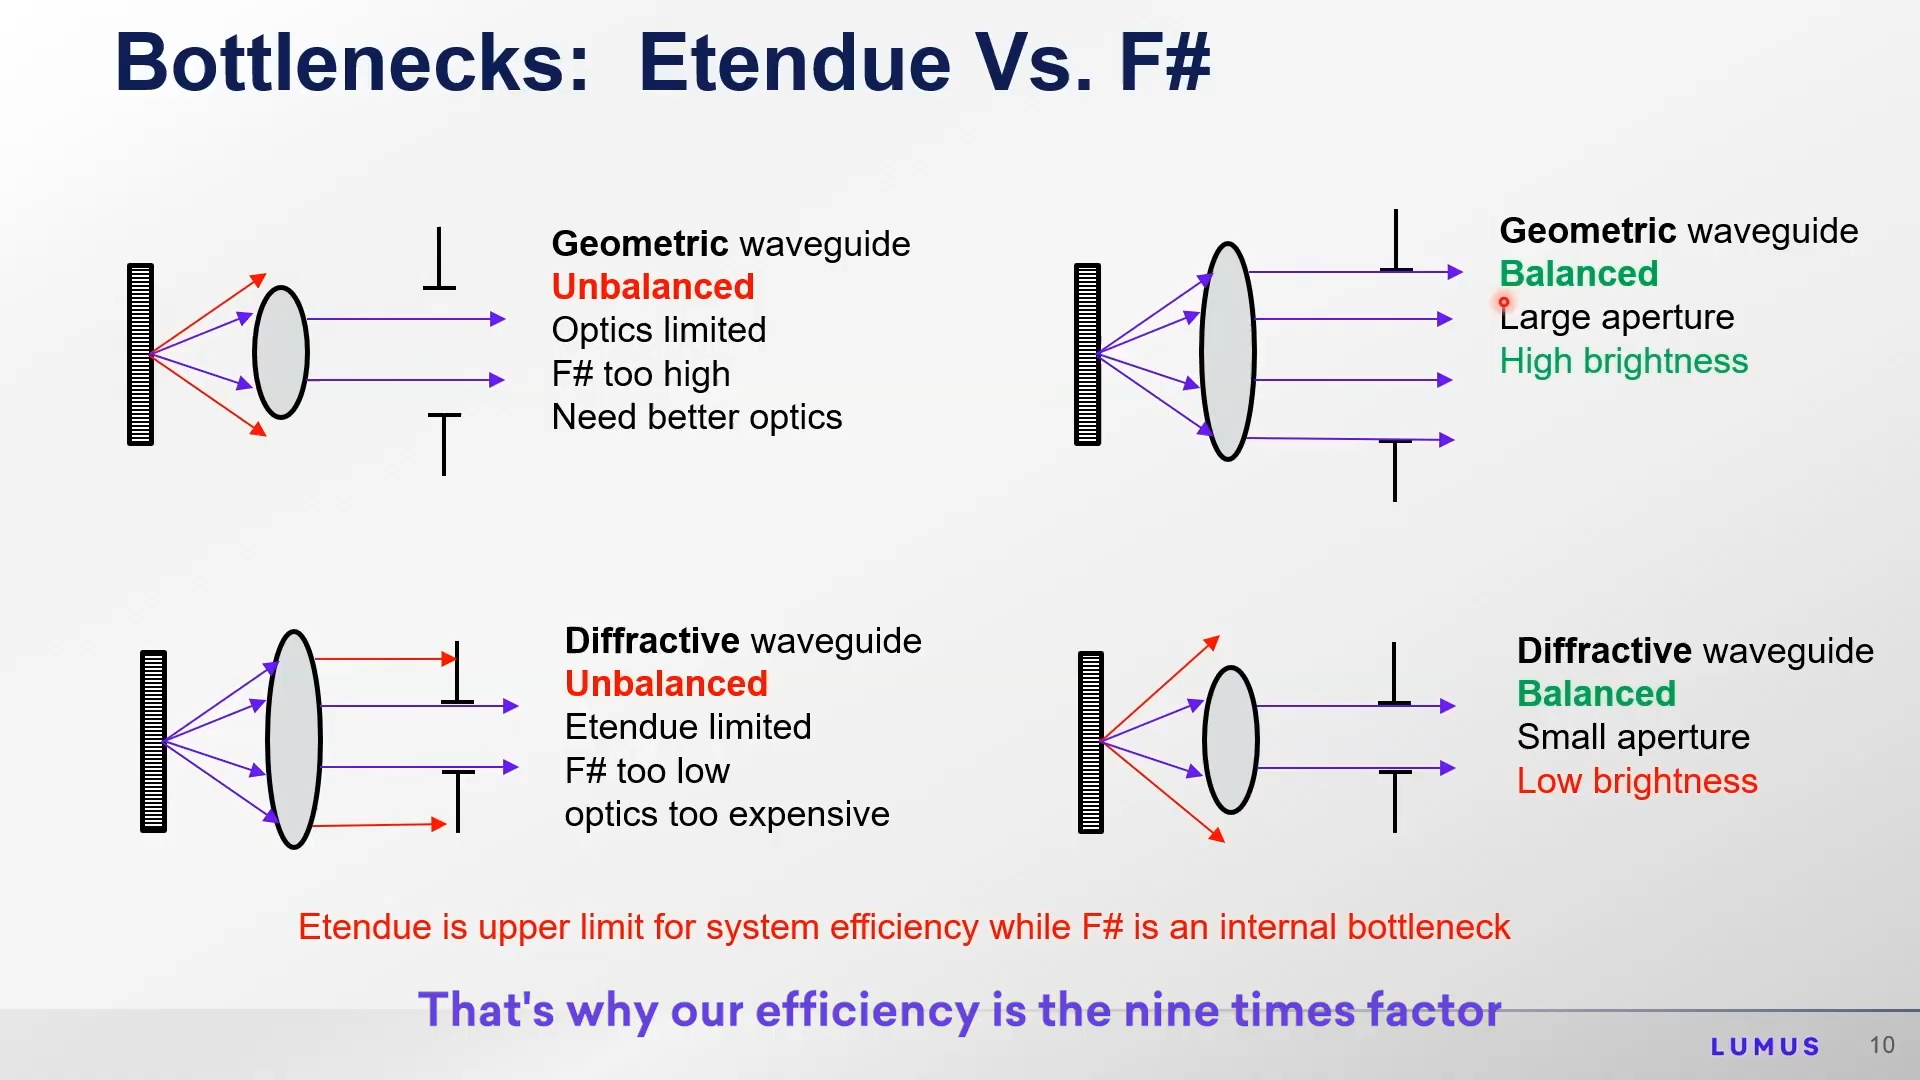 Bottlenecks: Etendue Vs. F#
Geometric waveguide
Unbalanced
Optics limited
F# too high
Need better optics
Geometric waveguide
Balanced
Large aperture
High brightness
Diffractive waveguide
Unbalanced
Etendue limited
F# too low
optics too expensive
Diffractive waveguide
Balanced
Small aperture
Low brightness
Etendue is upper limit for system efficiency while F# is an internal bottleneck
That's why our efficiency is the nine times factor
LUMUS
10